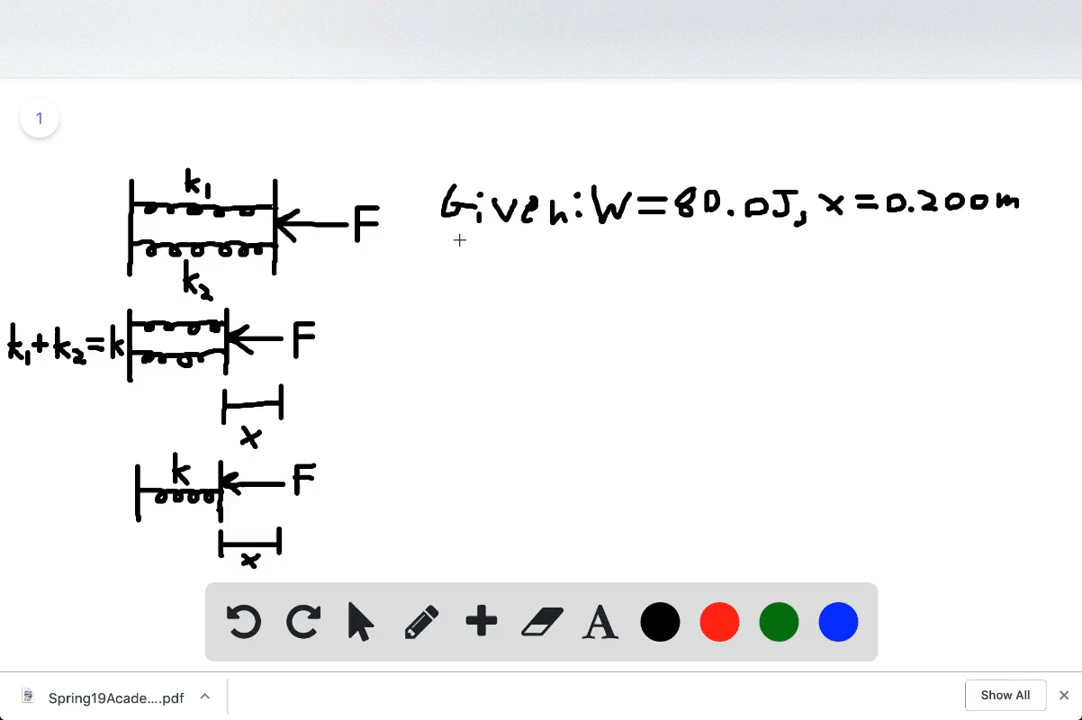 1
k₁
Given: W = 80.0J, x = 0.200m
F
k₂
k₁+k₂=k
F
x
k
F
x
A
Spring19Acade....pdf
Show All